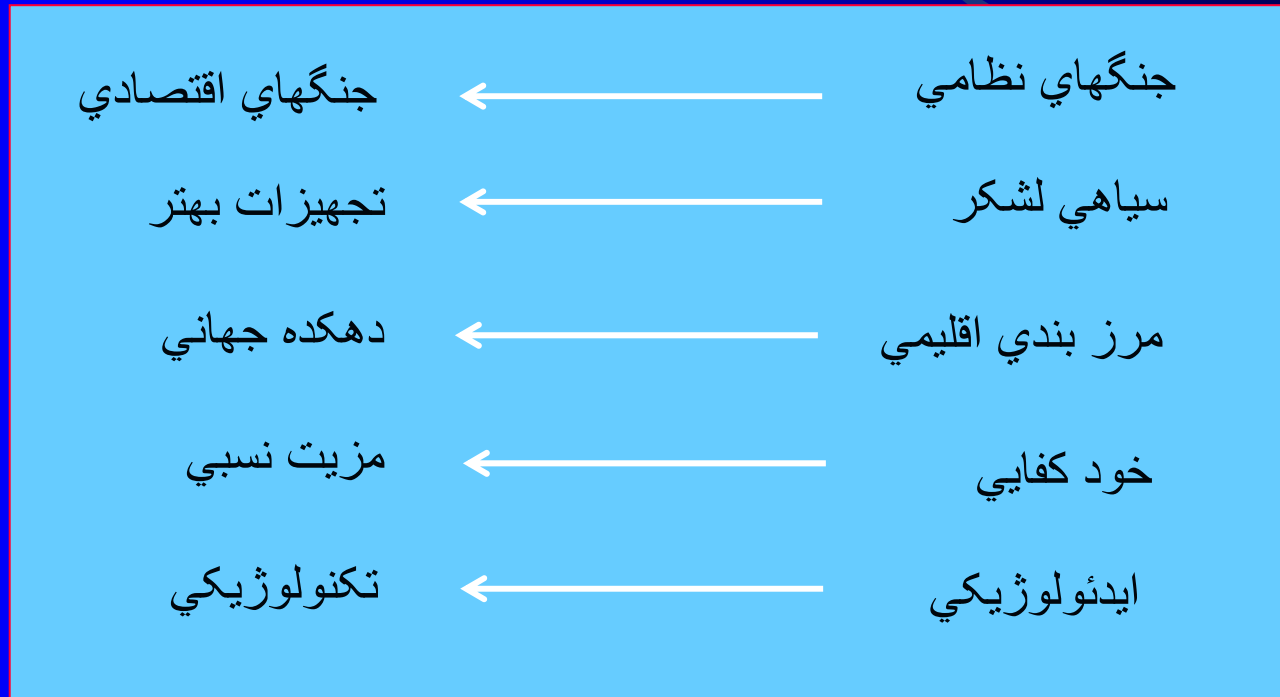 جنگهاي نظامي
جنگهاي اقتصادي
سياهي لشكر
تجهيزات بهتر
مرز بندي اقليمي
دهكده جهاني
خود كفايي
مزيت نسبي
ايدئولوژيكي
تكنولوژيكي